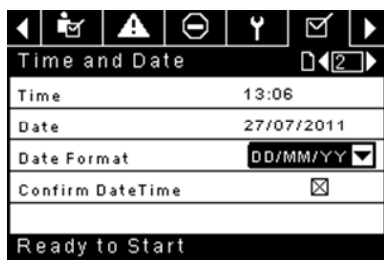 Time and Date 2
Time 13:06
Date 27/07/2011
Date Format DD/MM/YY
Confirm DateTime
Ready to Start